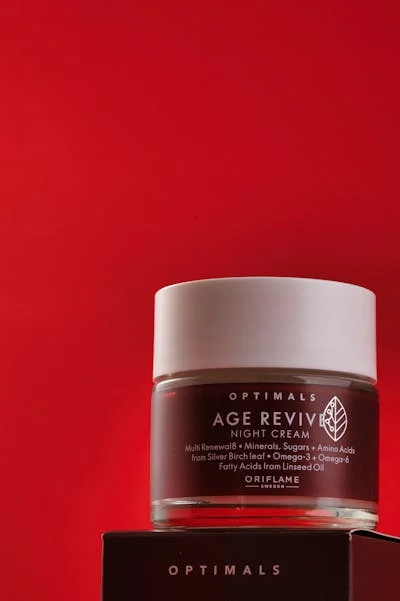 OPTIMALS
AGE REVIVE
NIGHT CREAM
Multi Renewal8 • Minerals, Sugars + Amino Acids
from Silver Birch leaf • Omega-3 + Omega-6
Fatty Acids from Linseed Oil
ORIFLAME
SWEDEN
OPTIMALS